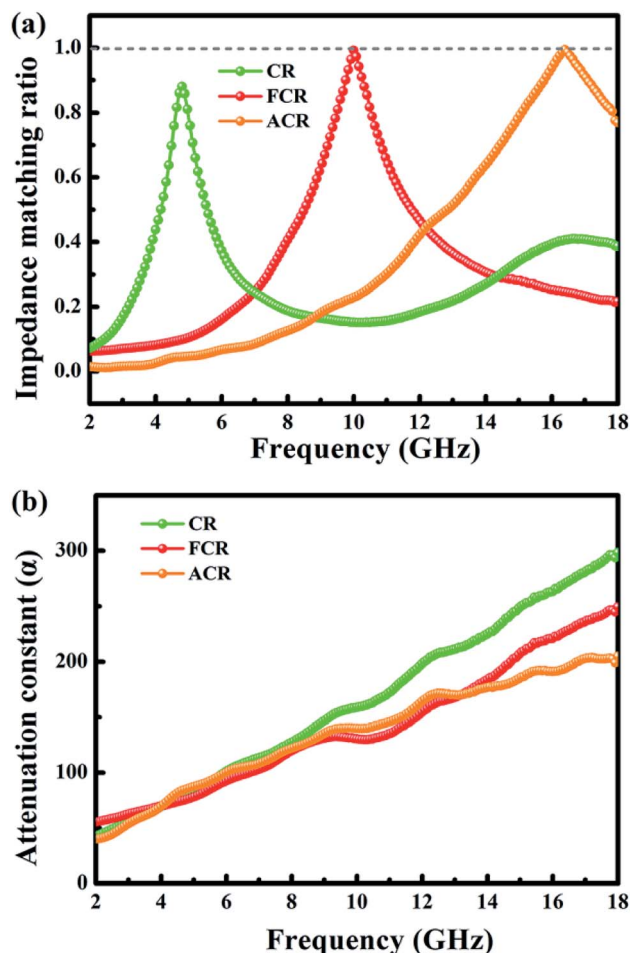 (a)
Impedance matching ratio
1.0
0.8
0.6
0.4
0.2
0.0
CR
FCR
ACR
2 4 6 8 10 12 14 16 18
Frequency (GHz)
(b)
Attenuation constant (α)
300
200
100
0
CR
FCR
ACR
2 4 6 8 10 12 14 16 18
Frequency (GHz)